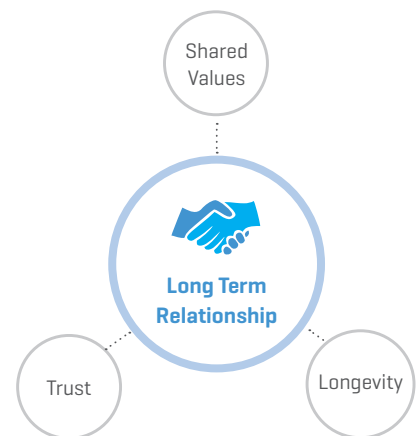 Shared
Values
Long Term
Relationship
Trust
Longevity